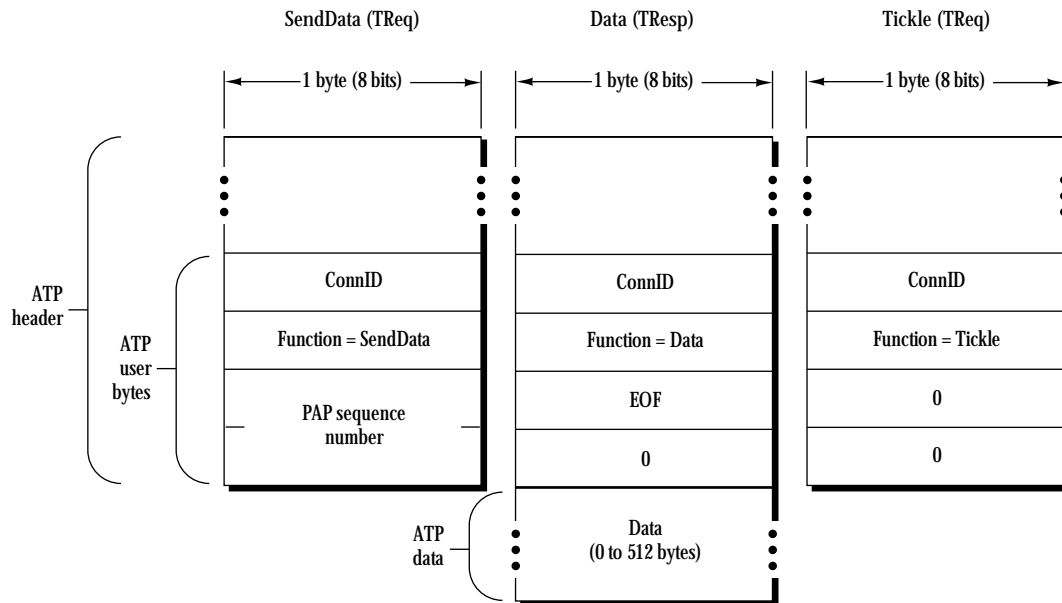 SendData (TReq)
Data (TResp)
Tickle (TReq)
1 byte (8 bits)
1 byte (8 bits)
1 byte (8 bits)
ATP
header
ATP
user
bytes
ConnID
Function = SendData
PAP sequence
number
ConnID
Function = Data
EOF
0
ATP
data
Data
(0 to 512 bytes)
ConnID
Function = Tickle
0
0